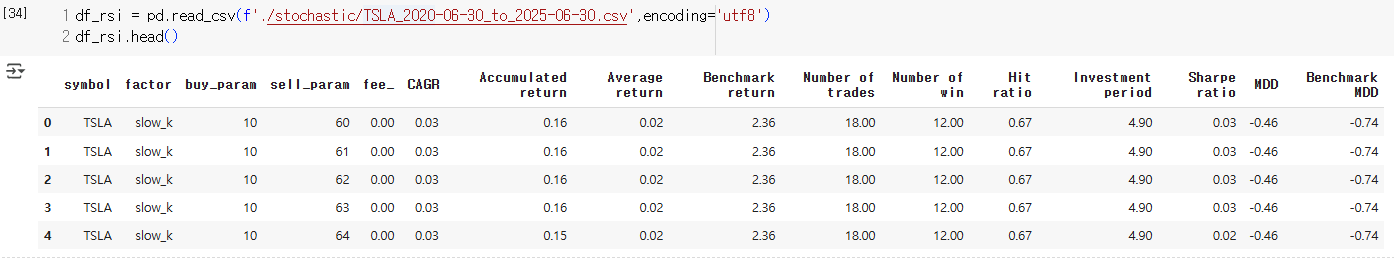 [34]
1 df_rsi = pd.read_csv(f'./stochastic/TSLA_2020-06-30_to_2025-06-30.csv',encoding='utf8')
2 df_rsi.head()
symbol factor buy_param sell_param fee_ CAGR Accumulated return Average return Benchmark return Number of trades Number of win Hit ratio Investment period Sharpe ratio MDD Benchmark MDD
0 TSLA slow_k 10 60 0.00 0.03 0.16 0.02 2.36 18.00 12.00 0.67 4.90 0.03 -0.46 -0.74
1 TSLA slow_k 10 61 0.00 0.03 0.16 0.02 2.36 18.00 12.00 0.67 4.90 0.03 -0.46 -0.74
2 TSLA slow_k 10 62 0.00 0.03 0.16 0.02 2.36 18.00 12.00 0.67 4.90 0.03 -0.46 -0.74
3 TSLA slow_k 10 63 0.00 0.03 0.16 0.02 2.36 18.00 12.00 0.67 4.90 0.03 -0.46 -0.74
4 TSLA slow_k 10 64 0.00 0.03 0.15 0.02 2.36 18.00 12.00 0.67 4.90 0.02 -0.46 -0.74